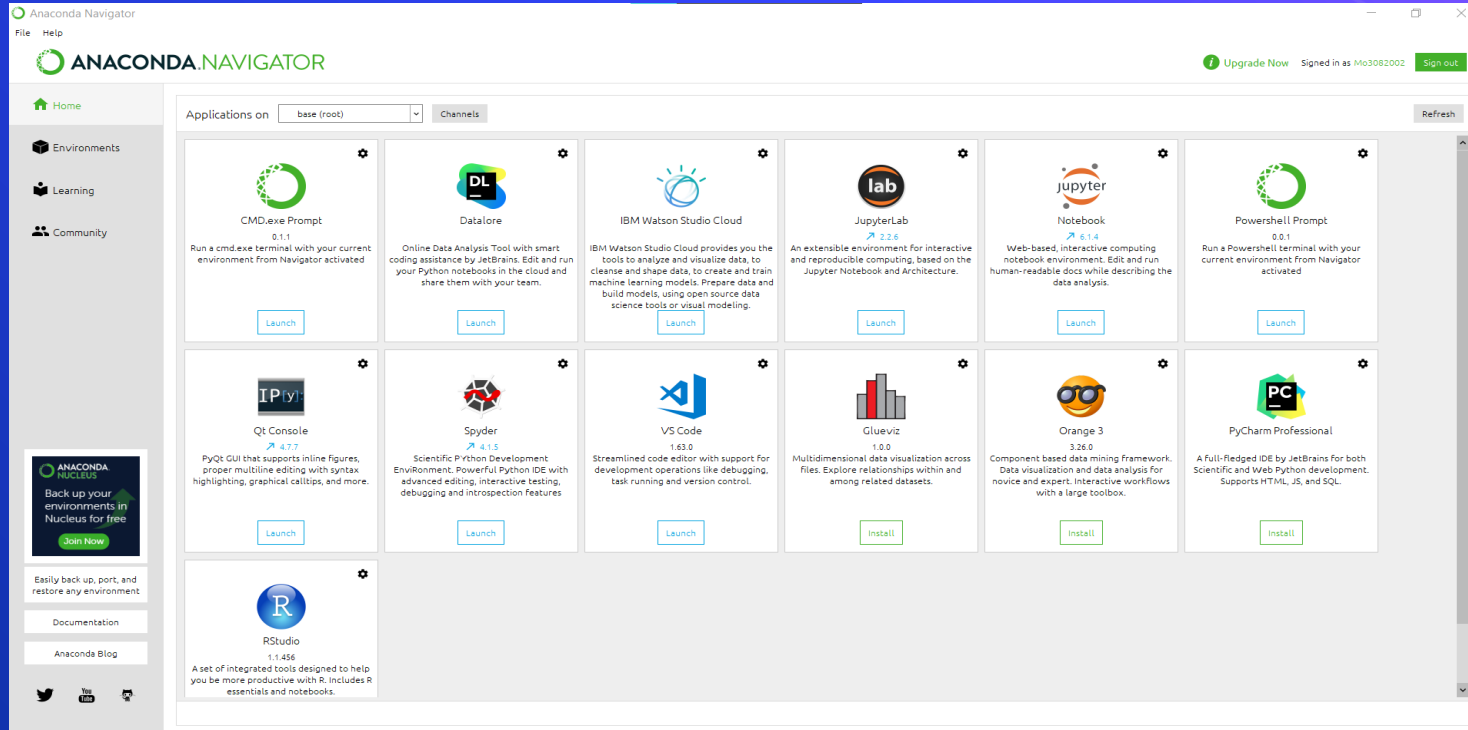 Anaconda Navigator
File Help
ANACONDA.NAVIGATOR
i Upgrade Now Signed in as Mo3082002 Sign out
Home
Environments
Learning
Community
Applications on base (root) Channels Refresh
CMD.exe Prompt
0.1.1
Run a cmd.exe terminal with your current
environment from Navigator activated
Launch
DL
Datalore
Online Data Analysis Tool with smart
coding assistance by JetBrains. Edit and run
your Python notebooks in the cloud and
share them with your team.
Launch
IBM Watson Studio Cloud
IBM Watson Studio Cloud provides you the
tools to analyze and visualize data, to
cleanse and shape data, to create and train
machine learning models. Prepare data and
build models, using open source data
science tools or visual modeling.
Launch
lab
JupyterLab
2.2.6
An extensible environment for interactive
and reproducible computing, based on the
Jupyter Notebook and Architecture.
Launch
jupyter
Notebook
6.1.4
Web-based, interactive computing
notebook environment. Edit and run
human-readable docs while describing the
data analysis.
Launch
Powershell Prompt
0.0.1
Run a Powershell terminal with your
current environment from Navigator
activated
Launch
IP[y]:
Qt Console
4.7.7
PyQt GUI that supports inline figures,
proper multiline editing with syntax
highlighting, graphical calltips, and more.
Launch
Spyder
4.1.5
Scientific PYthon Development
EnviRonment. Powerful Python IDE with
advanced editing, interactive testing,
debugging and introspection features
Launch
VS Code
1.63.0
Streamlined code editor with support for
development operations like debugging,
task running and version control.
Launch
Glueviz
1.0.0
Multidimensional data visualization across
files. Explore relationships within and
among related datasets.
Install
Orange 3
3.26.0
Component based data mining framework.
Data visualization and data analysis for
novice and expert. Interactive workflows
with a large toolbox.
Install
PC
PyCharm Professional
A full-fledged IDE by JetBrains for both
Scientific and Web Python development.
Supports HTML, JS, and SQL.
Install
R
RStudio
1.1.456
A set of integrated tools designed to help
you be more productive with R. Includes R
essentials and notebooks.
ANACONDA.
NUCLEUS
Back up your
environments in
Nucleus for free
Join Now
Easily back up, port, and
restore any environment
Documentation
Anaconda Blog
You
Tube